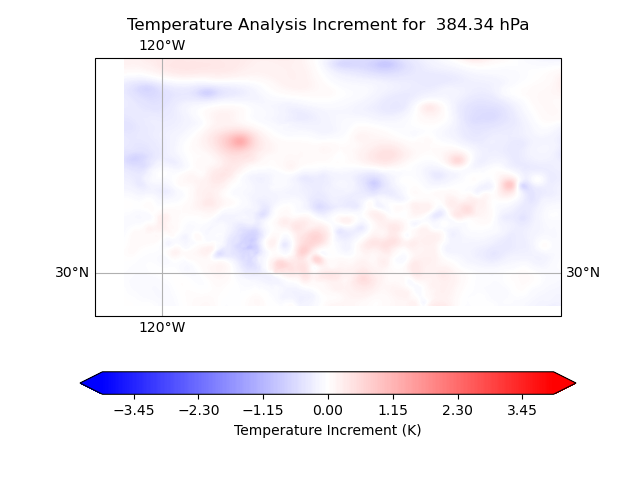 Temperature Analysis Increment for  384.34 hPa
120°W
30°N
30°N
120°W
−3.45
−2.30
−1.15
0.00
1.15
2.30
3.45
Temperature Increment (K)